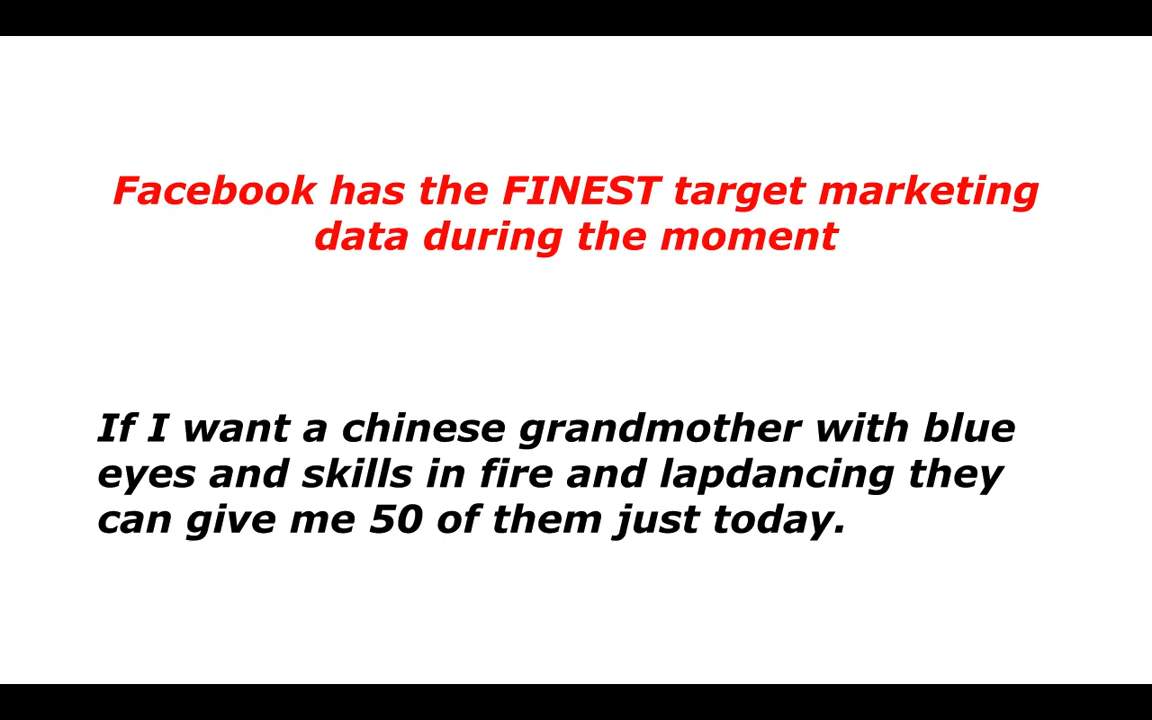 Facebook has the FINEST target marketing
data during the moment
If I want a chinese grandmother with blue
eyes and skills in fire and lapdancing they
can give me 50 of them just today.